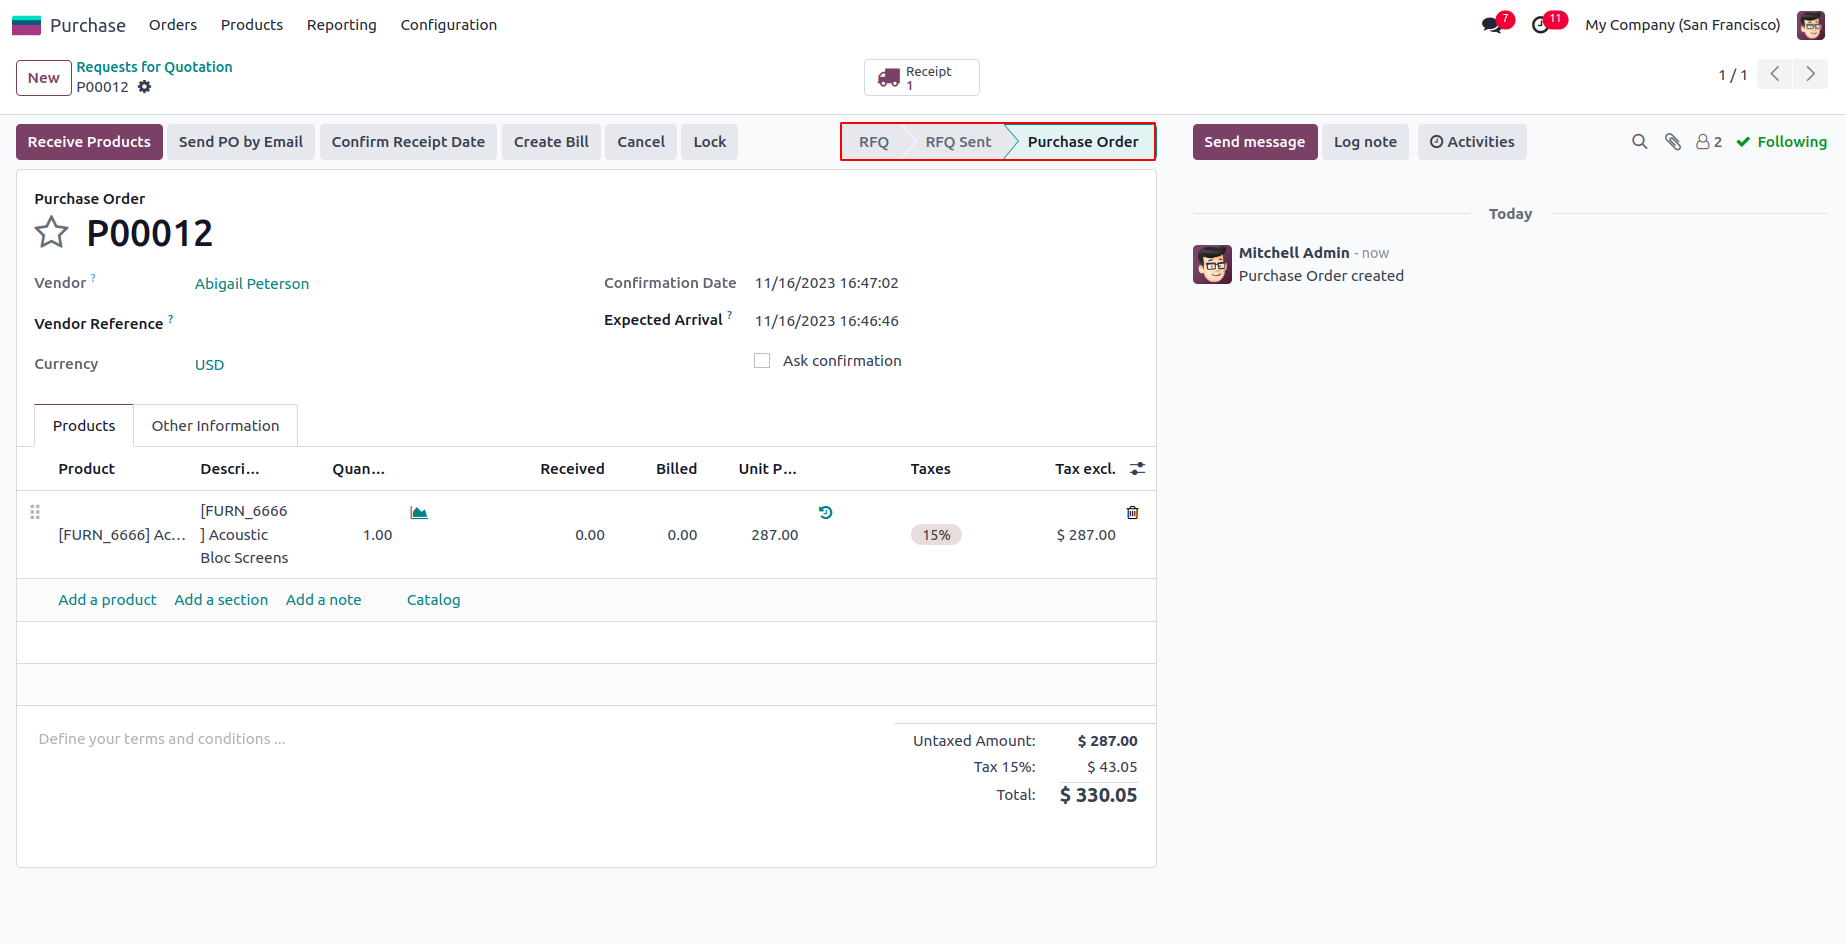 Purchase Orders Products Reporting Configuration 7 11 My Company (San Francisco)
New Requests for Quotation
P00012
Receipt
1
1 / 1
Receive Products Send PO by Email Confirm Receipt Date Create Bill Cancel Lock RFQ RFQ Sent Purchase Order Send message Log note Activities 2 Following
Purchase Order
P00012
Today
Mitchell Admin - now
Purchase Order created
Vendor ? Abigail Peterson Confirmation Date 11/16/2023 16:47:02
Vendor Reference ? Expected Arrival ? 11/16/2023 16:46:46
Currency USD Ask confirmation
Products Other Information
Product Descri... Quan... Received Billed Unit P... Taxes Tax excl.
[FURN_6666] Ac... [FURN_6666
] Acoustic
Bloc Screens 1.00 0.00 0.00 287.00 15% $ 287.00
Add a product Add a section Add a note Catalog
Define your terms and conditions ...
Untaxed Amount: $ 287.00
Tax 15%: $ 43.05
Total: $ 330.05